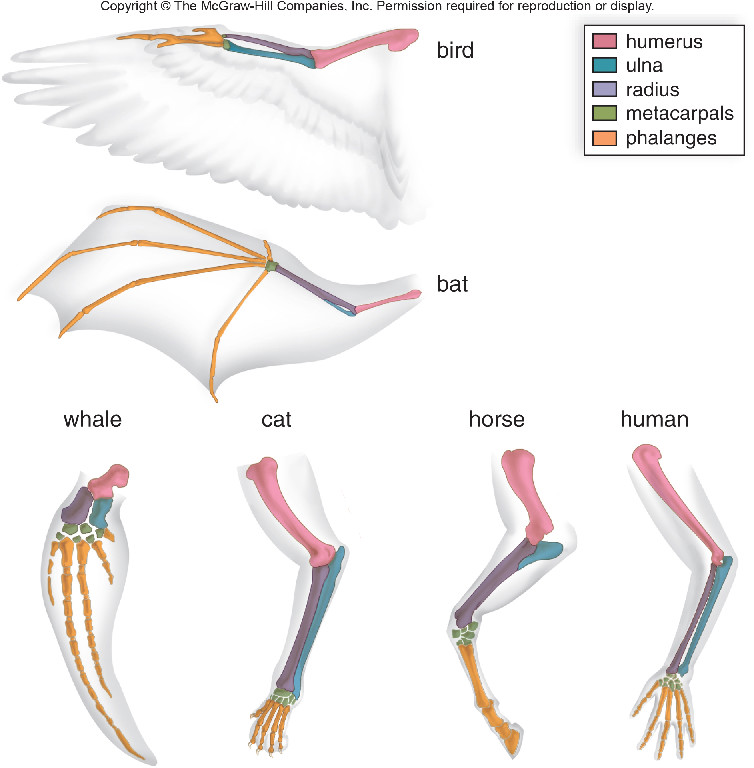 Copyright © The McGraw-Hill Companies, Inc. Permission required for reproduction or display.
bird
humerus
ulna
radius
metacarpals
phalanges
bat
whale
cat
horse
human